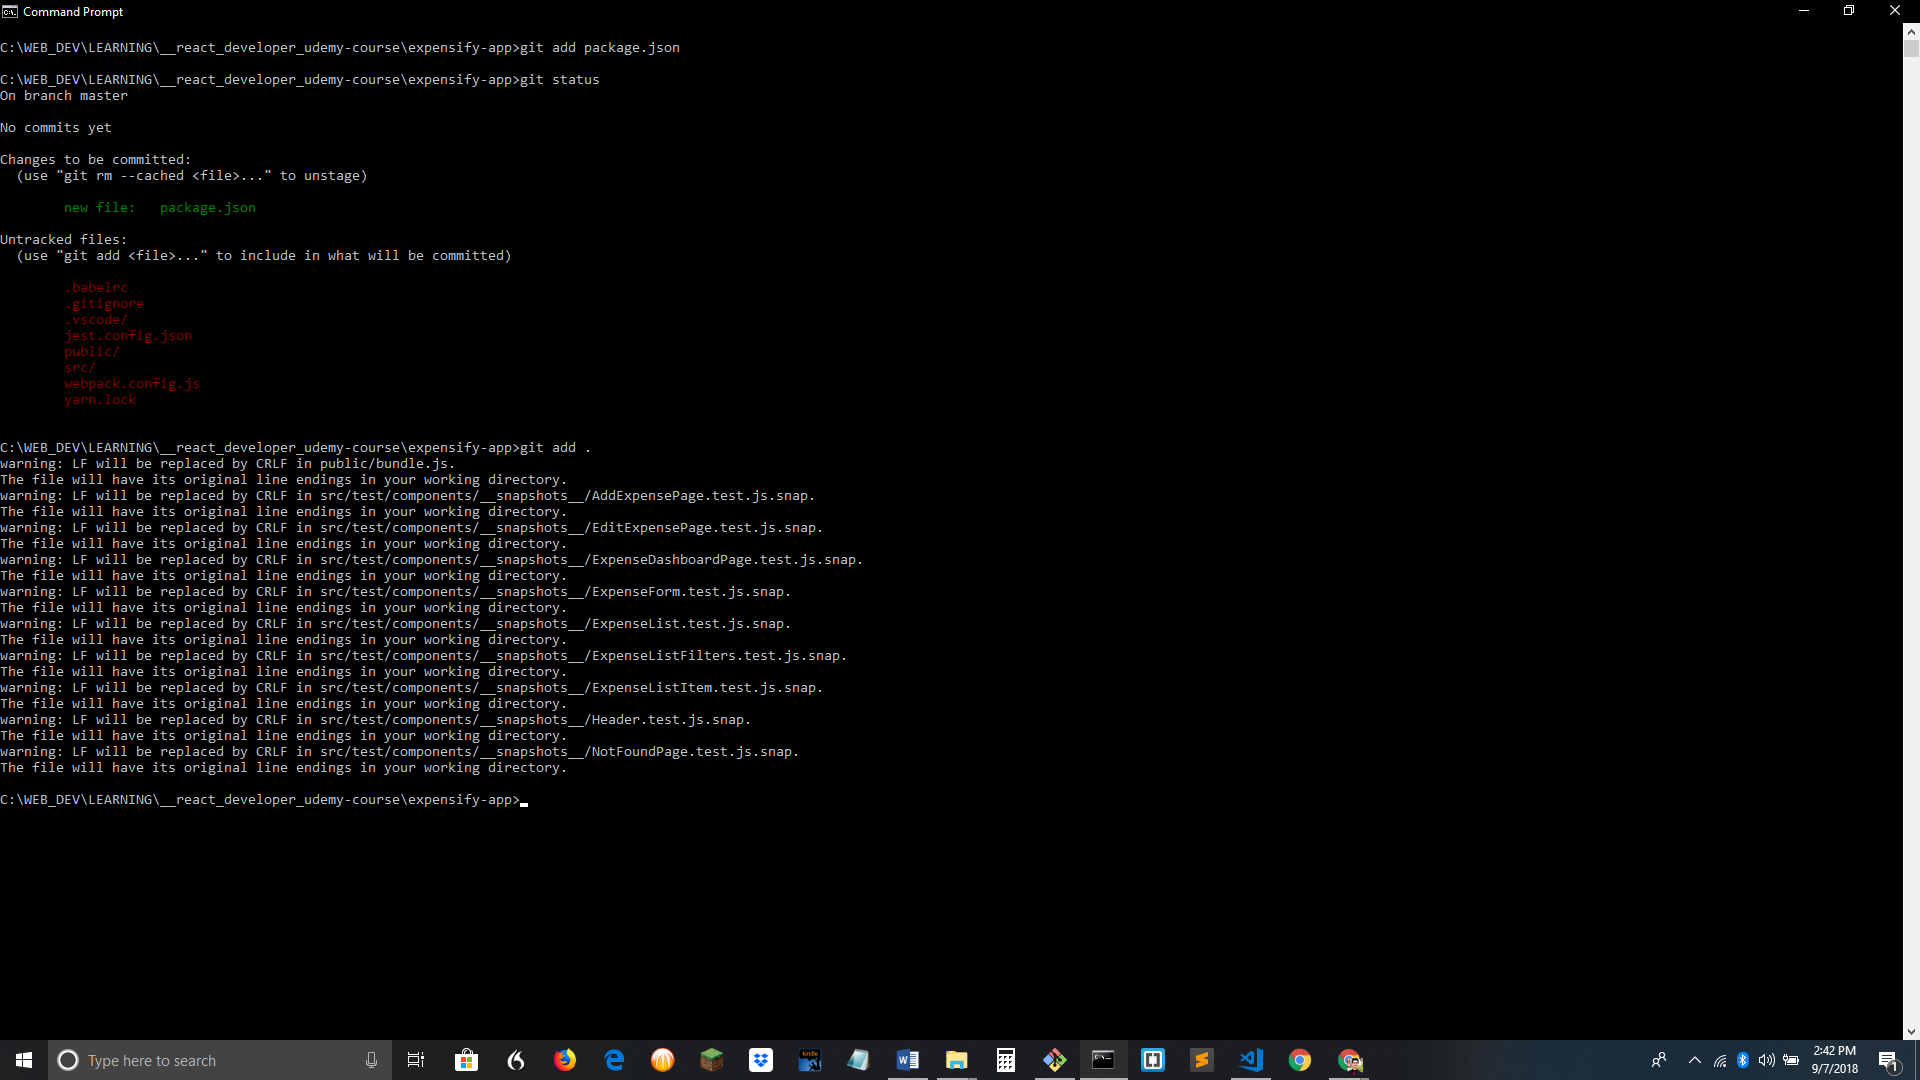 Command Prompt
C:\WEB_DEV\LEARNING\__react_developer_udemy-course\expensify-app>git add package.json
C:\WEB_DEV\LEARNING\__react_developer_udemy-course\expensify-app>git status
On branch master
No commits yet
Changes to be committed:
  (use "git rm --cached <file>..." to unstage)
        new file:   package.json
Untracked files:
  (use "git add <file>..." to include in what will be committed)
        .babelrc
        .gitignore
        .vscode/
        jest.config.json
        public/
        src/
        webpack.config.js
        yarn.lock
C:\WEB_DEV\LEARNING\__react_developer_udemy-course\expensify-app>git add .
warning: LF will be replaced by CRLF in public/bundle.js.
The file will have its original line endings in your working directory.
warning: LF will be replaced by CRLF in src/test/components/__snapshots__/AddExpensePage.test.js.snap.
The file will have its original line endings in your working directory.
warning: LF will be replaced by CRLF in src/test/components/__snapshots__/EditExpensePage.test.js.snap.
The file will have its original line endings in your working directory.
warning: LF will be replaced by CRLF in src/test/components/__snapshots__/ExpenseDashboardPage.test.js.snap.
The file will have its original line endings in your working directory.
warning: LF will be replaced by CRLF in src/test/components/__snapshots__/ExpenseForm.test.js.snap.
The file will have its original line endings in your working directory.
warning: LF will be replaced by CRLF in src/test/components/__snapshots__/ExpenseList.test.js.snap.
The file will have its original line endings in your working directory.
warning: LF will be replaced by CRLF in src/test/components/__snapshots__/ExpenseListFilters.test.js.snap.
The file will have its original line endings in your working directory.
warning: LF will be replaced by CRLF in src/test/components/__snapshots__/ExpenseListItem.test.js.snap.
The file will have its original line endings in your working directory.
warning: LF will be replaced by CRLF in src/test/components/__snapshots__/Header.test.js.snap.
The file will have its original line endings in your working directory.
warning: LF will be replaced by CRLF in src/test/components/__snapshots__/NotFoundPage.test.js.snap.
The file will have its original line endings in your working directory.
C:\WEB_DEV\LEARNING\__react_developer_udemy-course\expensify-app>
Type here to search
kindle
2:42 PM
9/7/2018
1